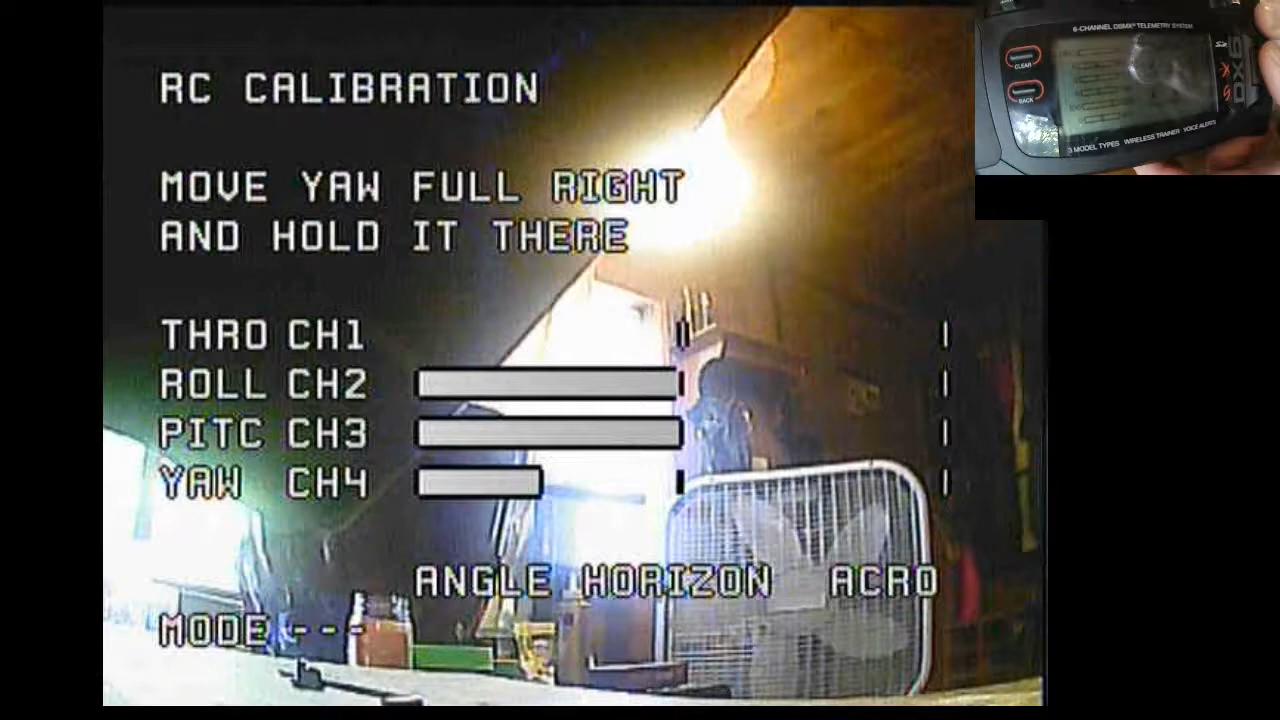 RC CALIBRATION
MOVE YAW FULL RIGHT
AND HOLD IT THERE
THRO CH1
ROLL CH2
PITC CH3
YAW CH4
ANGLE HORIZON ACRO
MODE ---
6-CHANNEL DSMX® TELEMETRY SYSTEM
CLEAR
BACK
3 MODEL TYPES WIRELESS TRAINER VOICE ALERTS